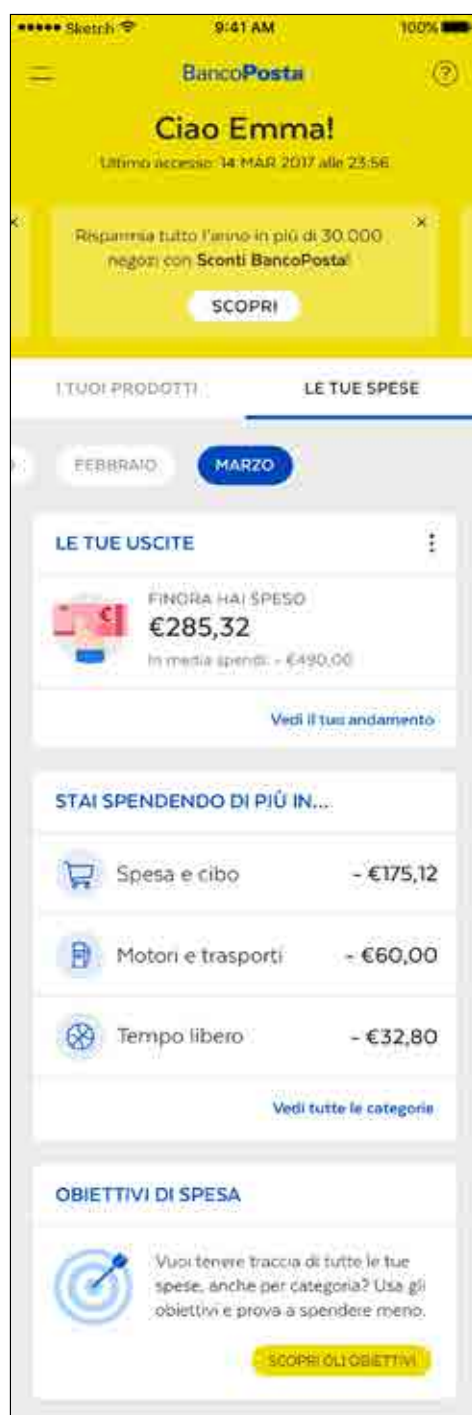 Sketch 9:41 AM 100%
BancoPosta
?
Ciao Emma!
Ultimo accesso: 14 MAR 2017 alle 23:56
Risparmia tutto l'anno in più di 30.000
negozi con Sconti BancoPosta!
SCOPRI
I TUOI PRODOTTI LE TUE SPESE
FEBBRAIO MARZO
LE TUE USCITE
FINORA HAI SPESO
€285,32
In media spendi: - €490,00
Vedi il tuo andamento
STAI SPENDENDO DI PIÙ IN...
Spesa e cibo - €175,12
Motori e trasporti - €60,00
Tempo libero - €32,80
Vedi tutte le categorie
OBIETTIVI DI SPESA
Vuoi tenere traccia di tutte le tue
spese, anche per categoria? Usa gli
obiettivi e prova a spendere meno.
SCOPRI GLI OBIETTIVI